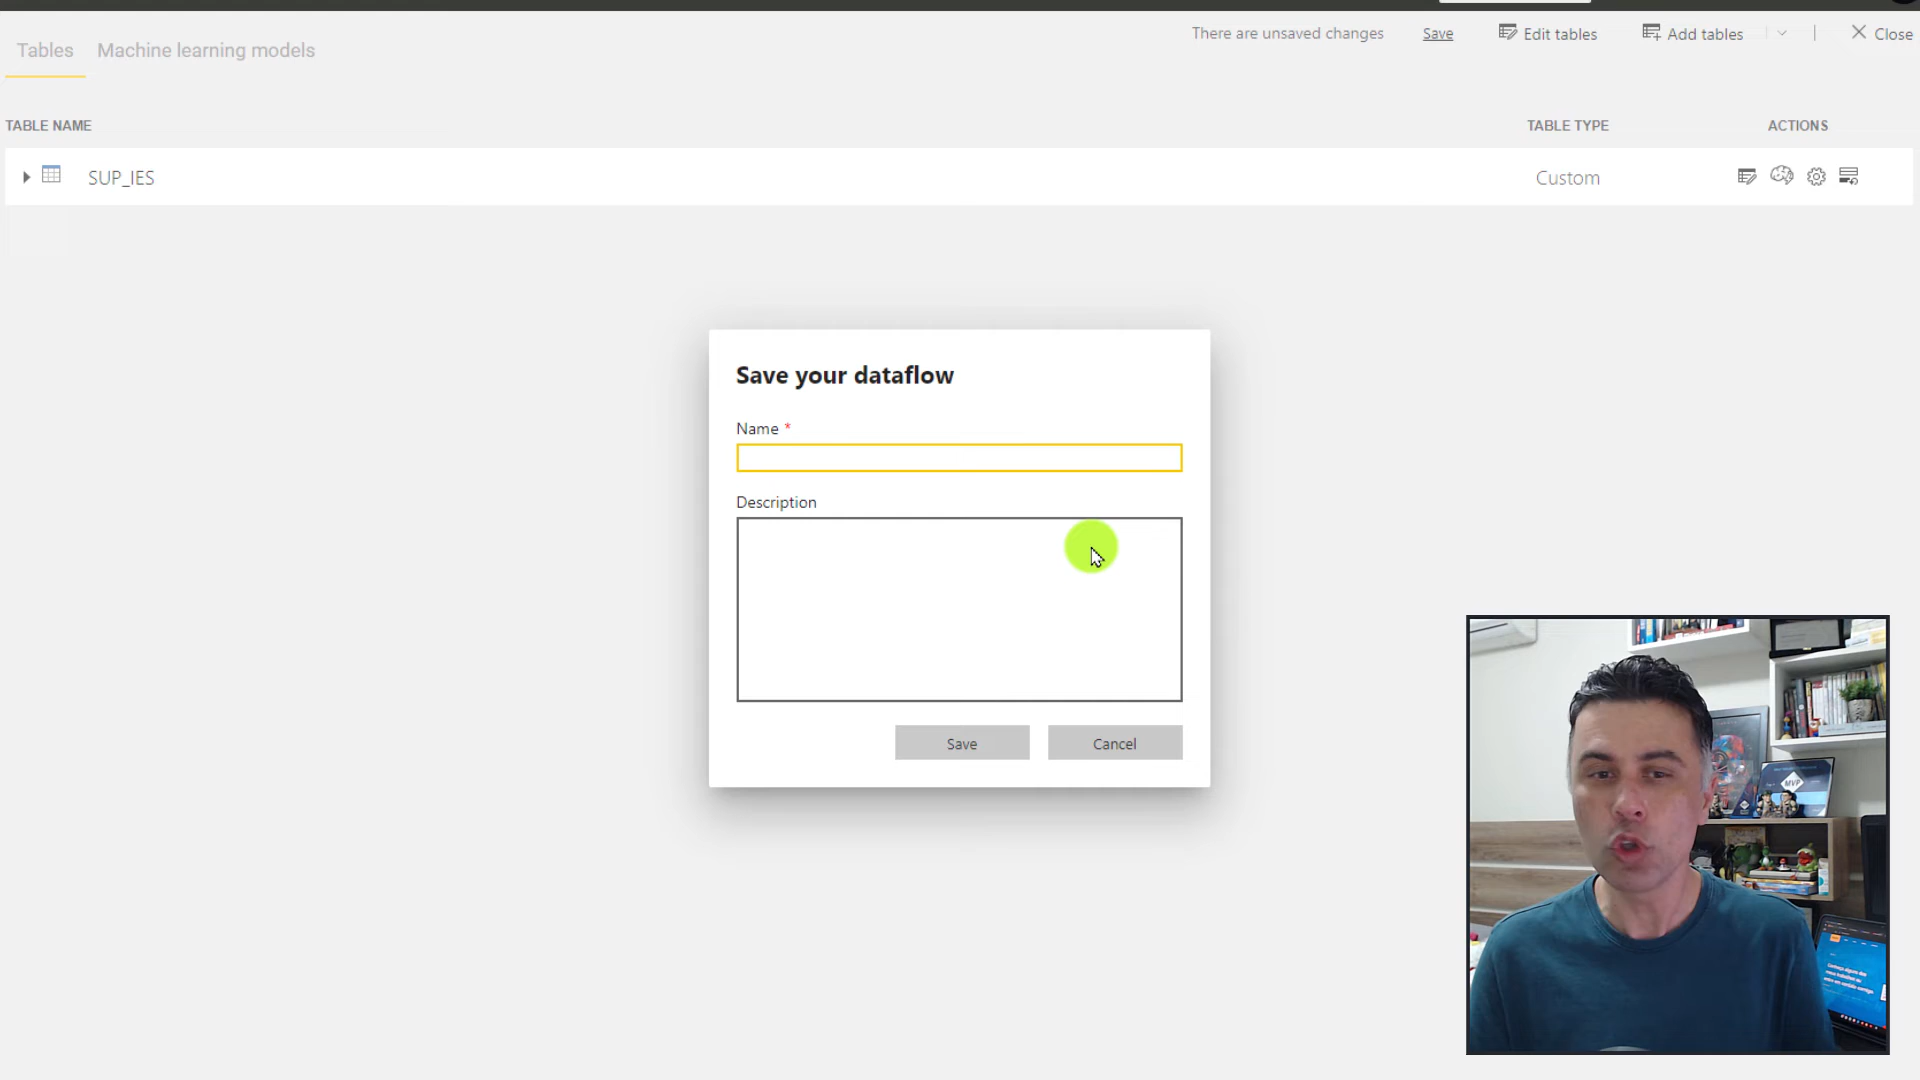 There are unsaved changes Save Edit tables Add tables Close
Tables Machine learning models
TABLE NAME TABLE TYPE ACTIONS
SUP_IES Custom
Save your dataflow
Name *
Description
Save Cancel
MVP